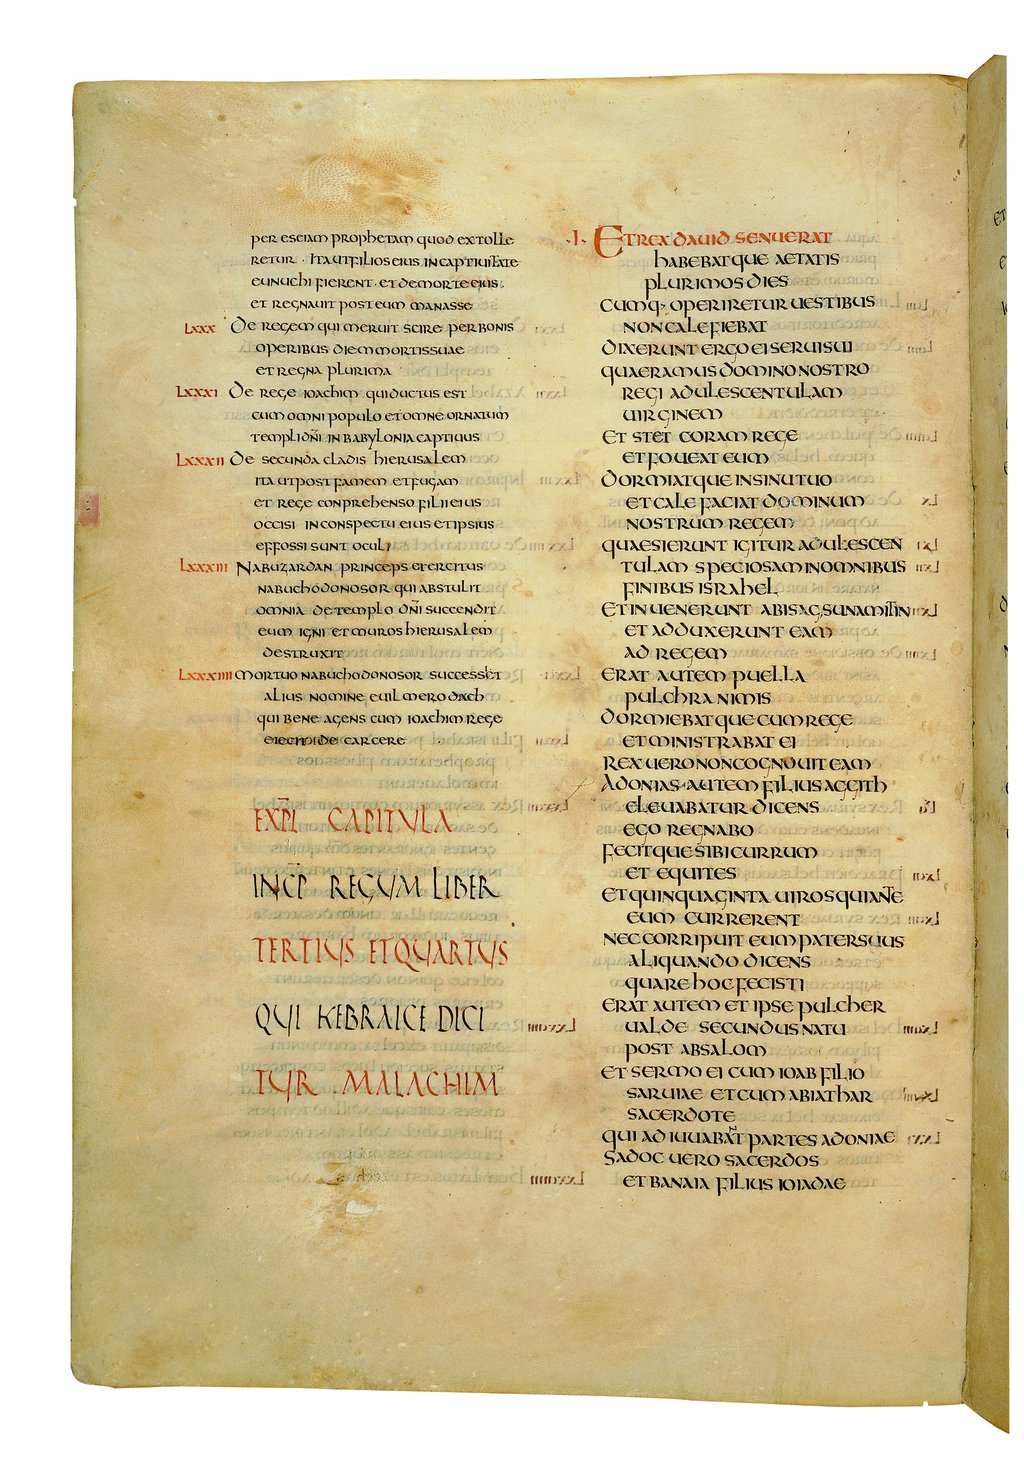 PER ESEIAM PROPHETAM QUOD EXTOLLE
RETUR · ITA UT FILIOS EIUS IN CAPTIUITATE
EUNUCHI FIERENT · ET DE MORTE EIUS ·
ET REGNAUIT POST EUM MANASSE
LXXX DE REGEM QUI MERUIT SCIRE PER BONIS
OPERIBUS DIEM MORTIS SUAE
ET REGNA PLURIMA
LXXXI DE REGE IOACHIM QUI DUCTUS EST
CUM OMNI POPULO ET OMNE ORNATUM
TEMPLI DN̄I IN BABYLONIA CAPTIUUS
LXXXII DE SECUNDA CLADIS HIERUSALEM
ITA UT POST FAMEM ET FUGAM
ET REGE CONPREHENSO FILII EIUS
OCCISI IN CONSPECTU EIUS ET IPSIUS
EFFOSSI SUNT OCULI
LXXXIII NABUZARDAN PRINCEPS EXERCITUS
NABUCHODONOSOR QUI ABSTULIT
OMNIA DE TEMPLO DN̄I SUCCENDIT
EUM IGNI ET MUROS HIERUSALEM
DESTRUXIT
LXXXIIII MORTUO NABUCHODONOSOR SUCCESSET
ALIUS NOMINE EUILMERODACH
QUI BENE AGENS CUM IOACHIM REGE
EIECIT DE CARCERE
EXPL̄ CAPITULA
INCP̄ REGUM LIBER
TERTIUS ET QUARTUS
QUI HEBRAICE DICI
TUR MALACHIM
·I· ET REX DAUID SENUERAT
HABEBATQUE AETATIS
PLURIMOS DIES
CUMQ· OPERIRETUR UESTIBUS
NON CALEFIEBAT
DIXERUNT ERGO EI SERUI SUI
QUAERAMUS DOMINO NOSTRO
REGI ADULESCENTULAM
UIRGINEM
ET STET CORAM REGE
ET FOUEAT EUM
DORMIATQUE IN SINU TUO
ET CALEFACIAT DOMINUM
NOSTRUM REGEM
QUAESIERUNT IGITUR ADULESCEN
TULAM SPECIOSAM IN OMNIBUS
FINIBUS ISRAHEL
ET INUENERUNT ABISAG SUNAMITIN
ET ADDUXERUNT EAM
AD REGEM
ERAT AUTEM PUELLA
PULCHRA NIMIS
DORMIEBATQUE CUM REGE
ET MINISTRABAT EI
REX UERO NON COGNOUIT EAM
ADONIAS AUTEM FILIUS AGGITH
ELEUABATUR DICENS
EGO REGNABO
FECITQUE SIBI CURRUM
ET EQUITES
ET QUINQUAGINTA UIROS QUI ANTE
EUM CURRERENT
NEC CORRIPUIT EUM PATER SUUS
ALIQUANDO DICENS
QUARE HOC FECISTI
ERAT AUTEM ET IPSE PULCHER
UALDE SECUNDUS NATU
POST ABSALOM
ET SERMO EI CUM IOAB FILIO
SARUIAE ET CUM ABIATHAR
SACERDOTE
QUI ADIUUABANT PARTES ADONIAE
SADOC UERO SACERDOS
ET BANAIA FILIUS IOIADAE